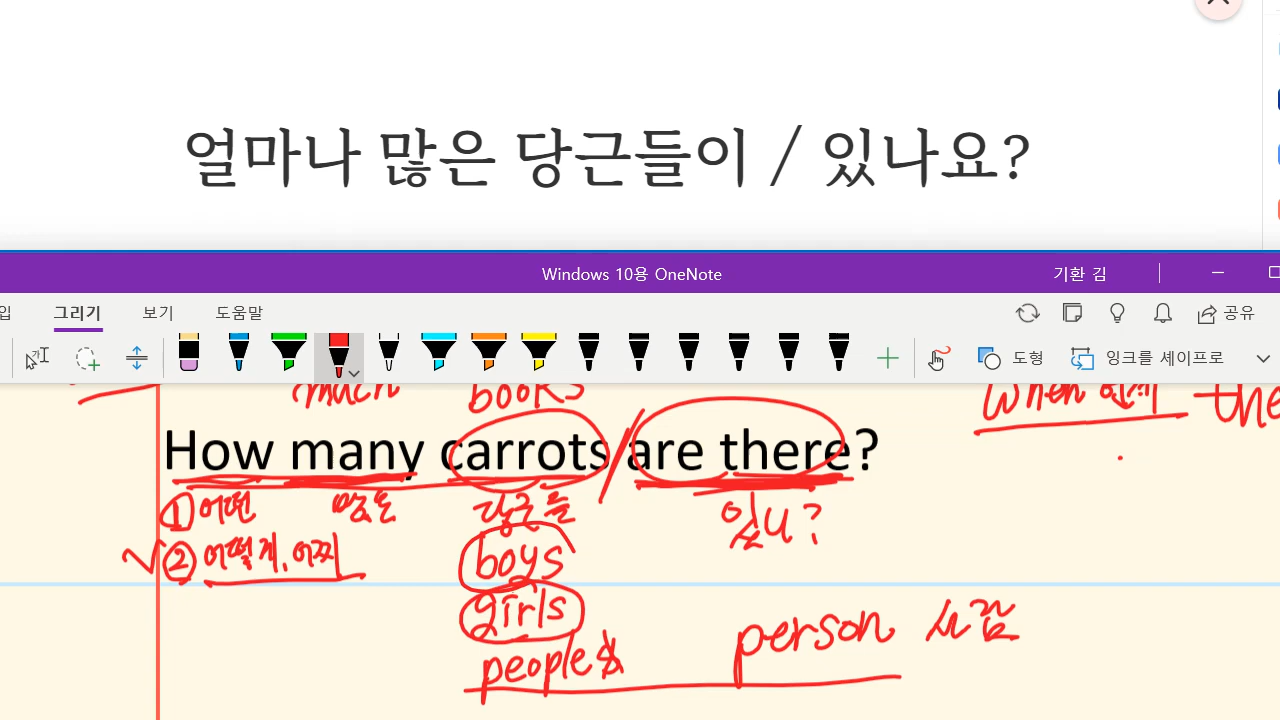 얼마나 많은 당근들이 / 있나요?
Windows 10용 OneNote
기환 김
입 그리기 보기 도움말
공유
가
도형
잉크를 셰이프로
much books
When 언제 the
How many carrots / are there?
① 어떤 많은 당근들 있니?
② 어떻게, 어찌
boys
girls
people
person 사람